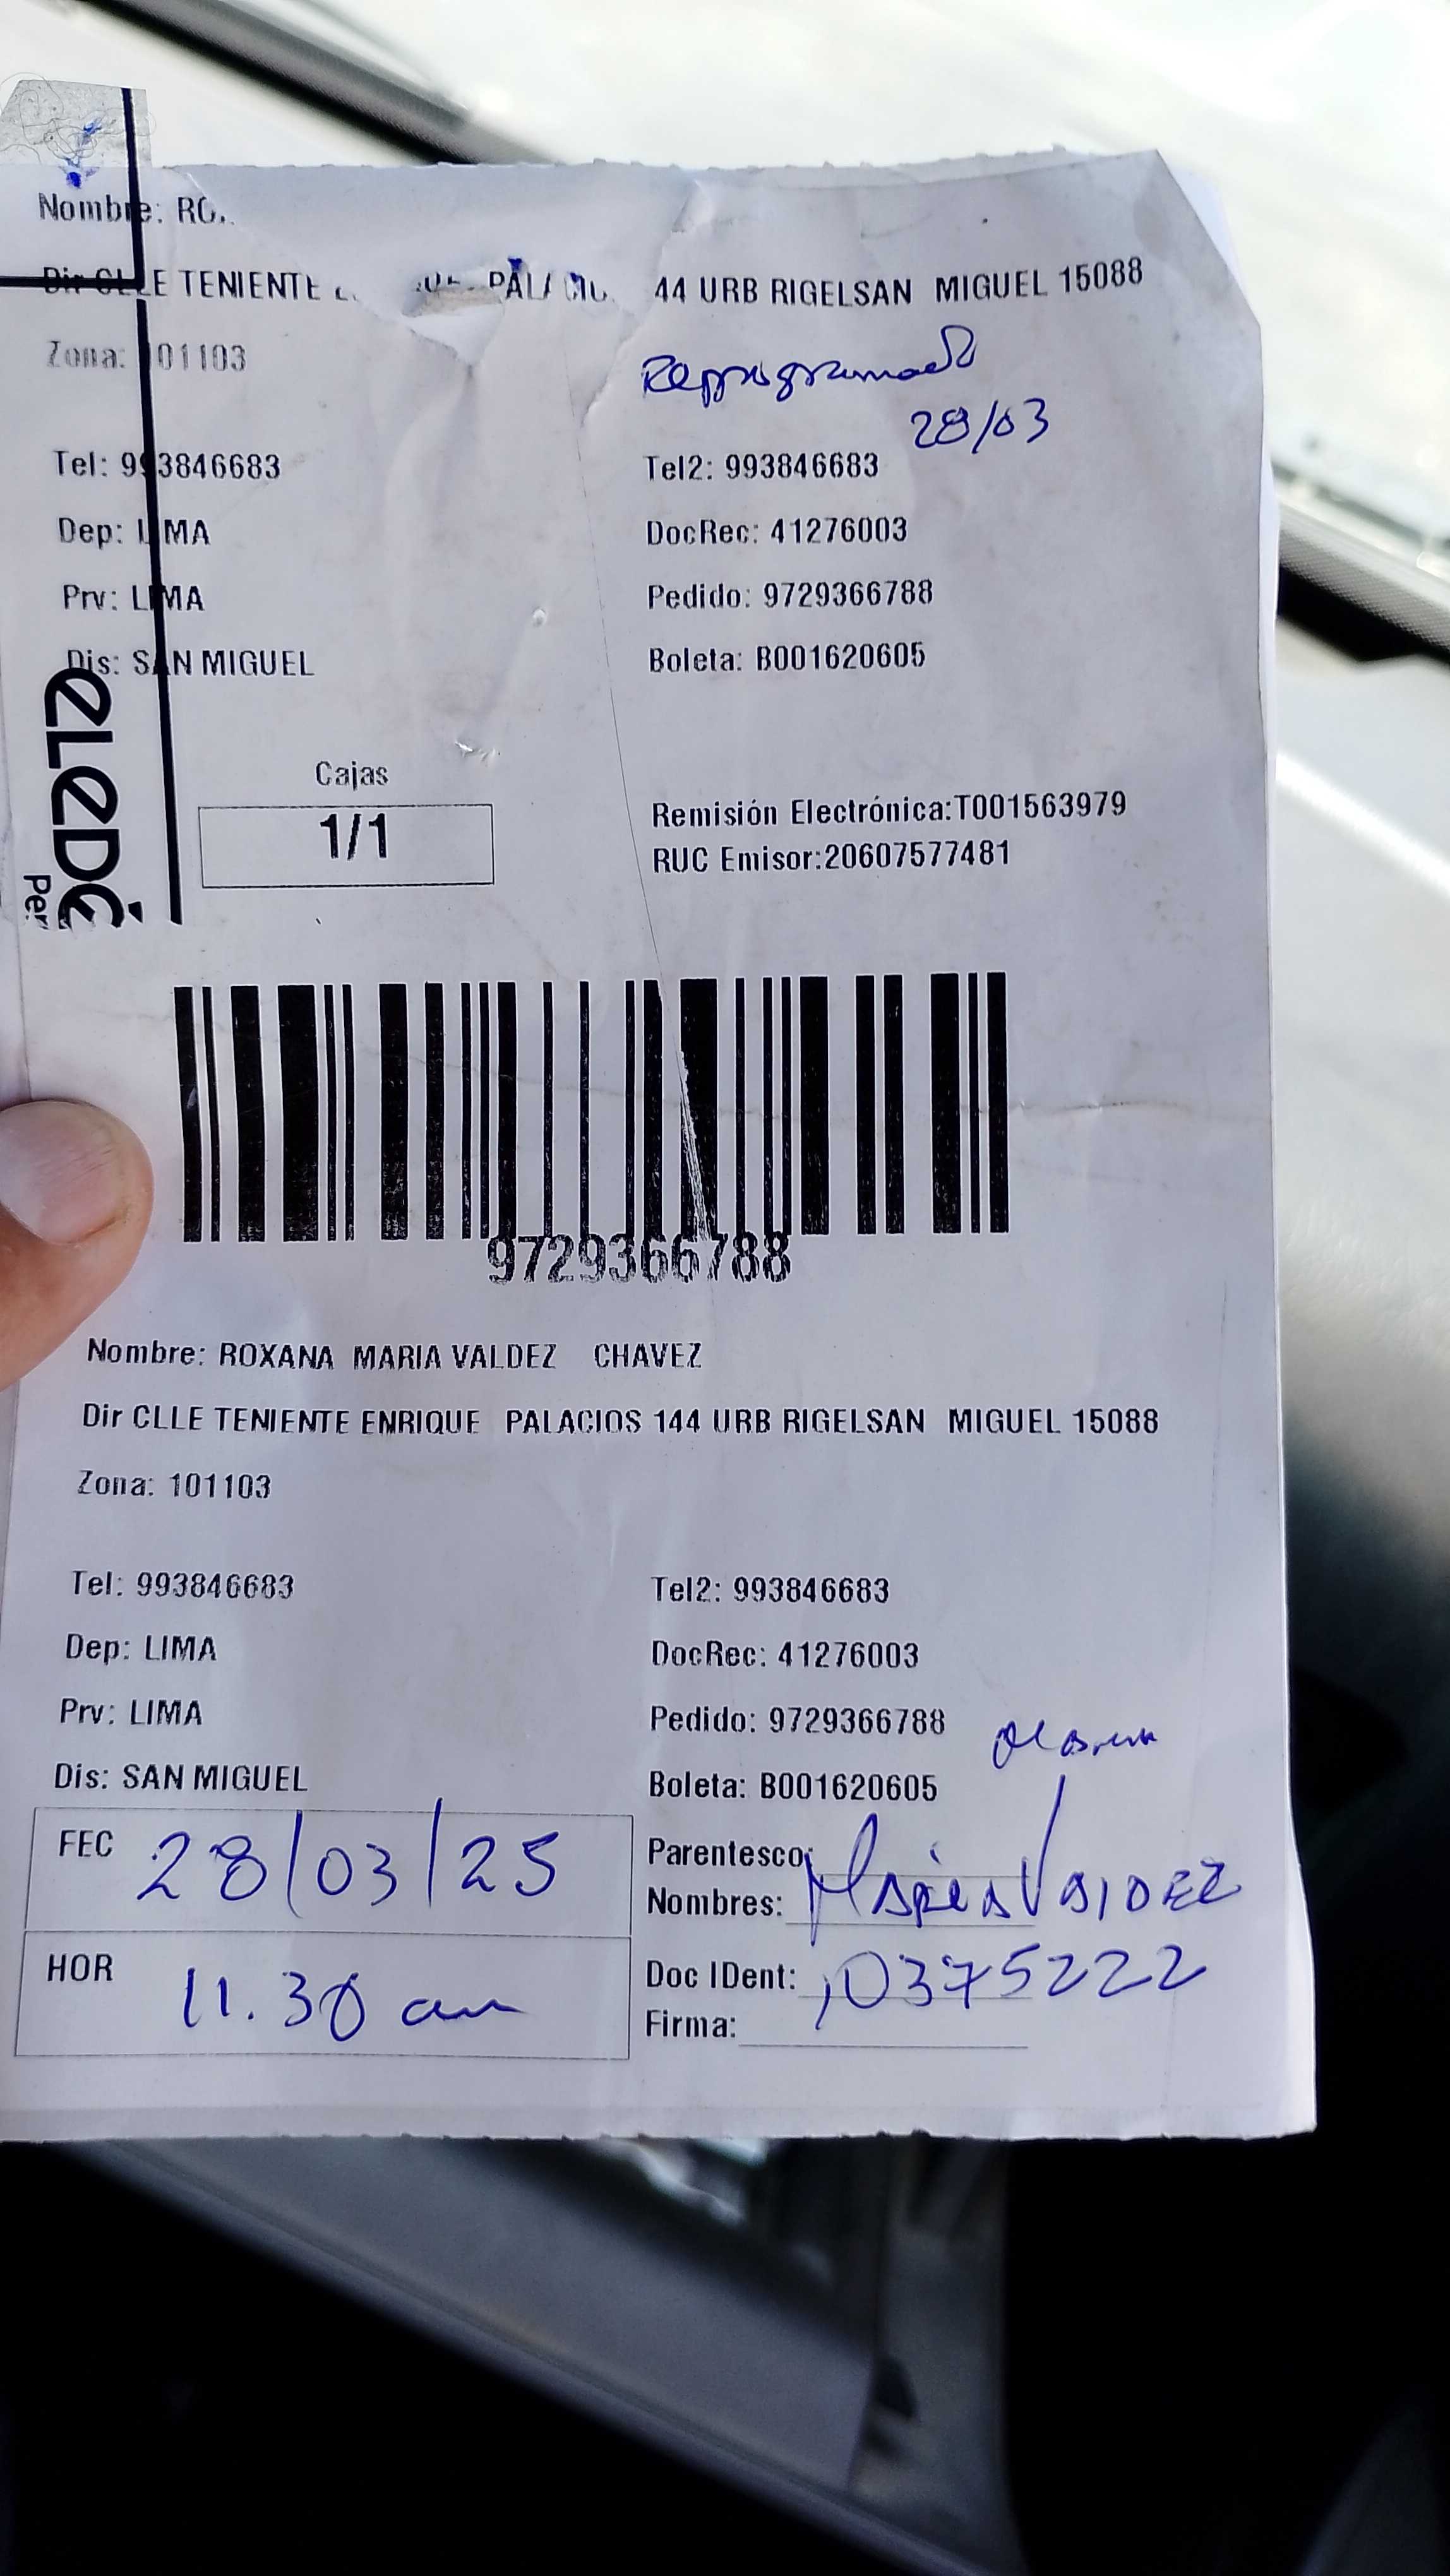 Nombre: RO
Dir CLLE TENIENTE PALACIO 44 URB RIGELSAN MIGUEL 15088
Zona: 101103
Reprogramado
28/03
Tel: 993846683 Tel2: 993846683
Dep: LIMA DocRec: 41276003
Prv: LIMA Pedido: 9729366788
Dis: SAN MIGUEL Boleta: B001620605
Cajas
1/1
Remisión Electrónica:T001563979
RUC Emisor:20607577481
9729366788
Nombre: ROXANA MARIA VALDEZ CHAVEZ
Dir CLLE TENIENTE ENRIQUE PALACIOS 144 URB RIGELSAN MIGUEL 15088
Zona: 101103
Tel: 993846683 Tel2: 993846683
Dep: LIMA DocRec: 41276003
Prv: LIMA Pedido: 9729366788
Dis: SAN MIGUEL Boleta: B001620605
FEC 28/03/25
Parentesco:
Nombres: María Valdez
HOR 11.30 am
Doc IDent: 10375222
Firma: